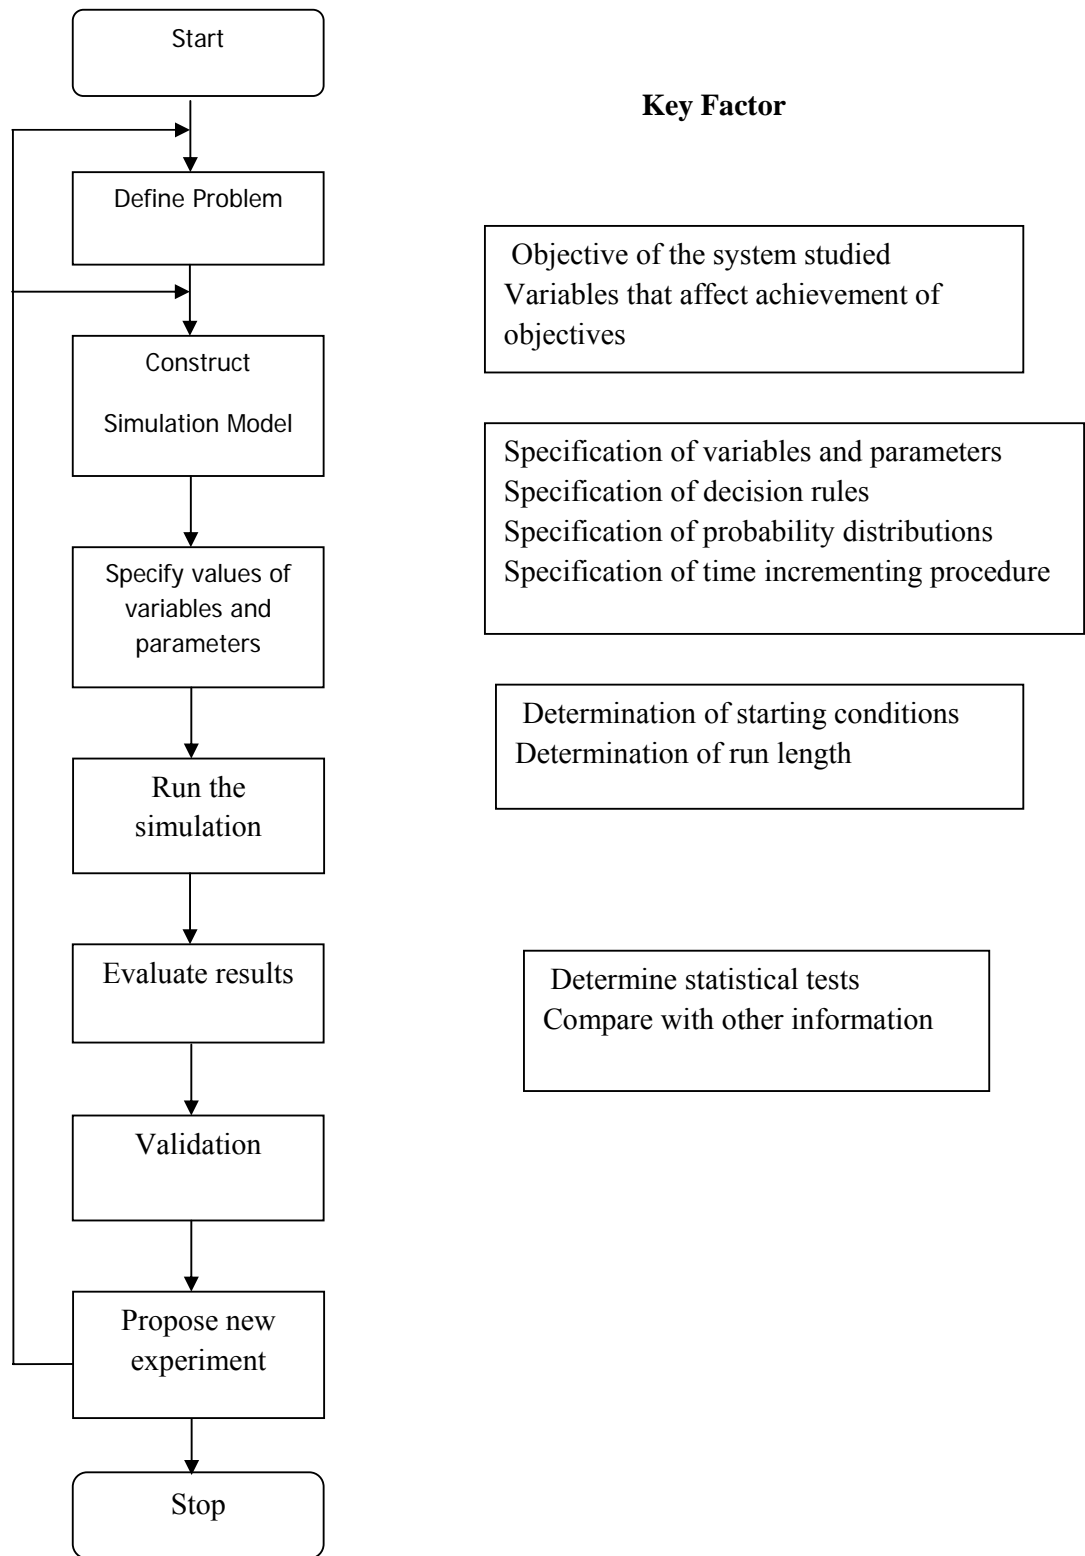 Start
Key Factor
Define Problem
Objective of the system studied
Variables that affect achievement of
objectives
Construct
Simulation Model
Specification of variables and parameters
Specification of decision rules
Specification of probability distributions
Specification of time incrementing procedure
Specify values of
variables and
parameters
Determination of starting conditions
Determination of run length
Run the
simulation
Evaluate results
Determine statistical tests
Compare with other information
Validation
Propose new
experiment
Stop